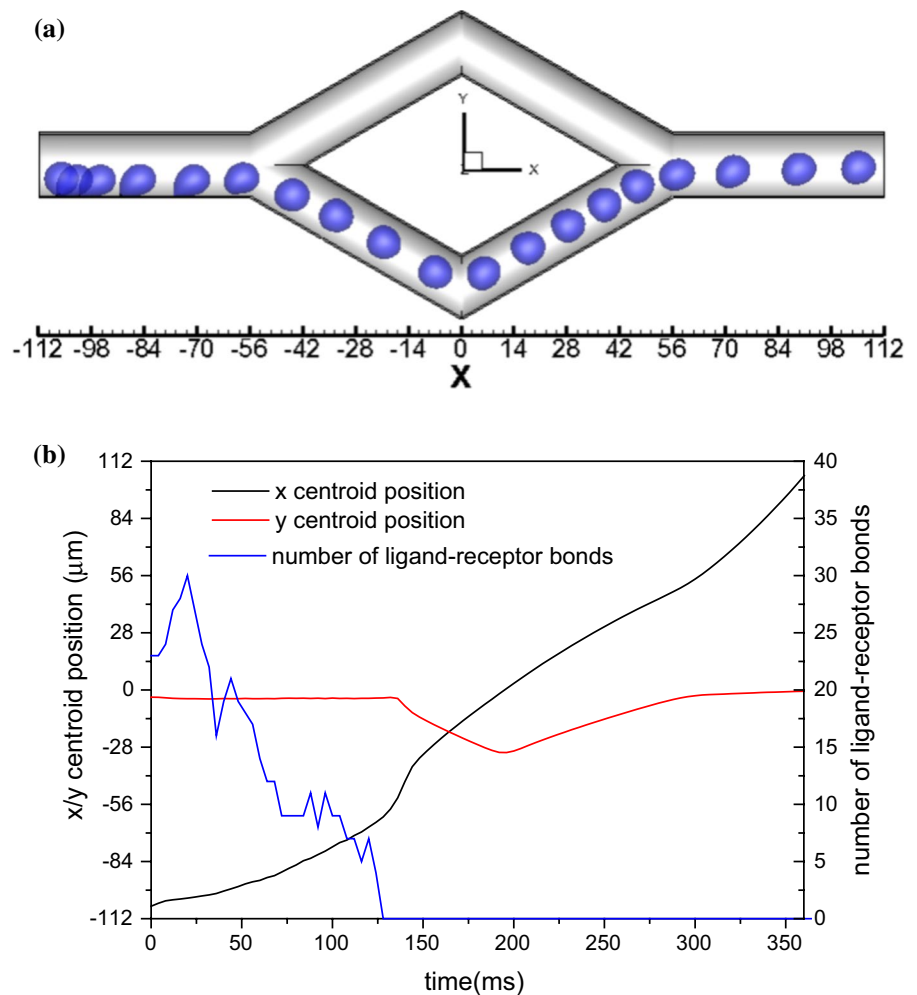 (a)
Y
Z X
-112 -98 -84 -70 -56 -42 -28 -14 0 14 28 42 56 70 84 98 112
X
(b)
112 40
84 35
56 30
28 25
0 20
-28 15
-56 10
-84 5
-112 0
x centroid position
y centroid position
number of ligand-receptor bonds
x/y centroid position (μm)
number of ligand-receptor bonds
0 50 100 150 200 250 300 350
time(ms)